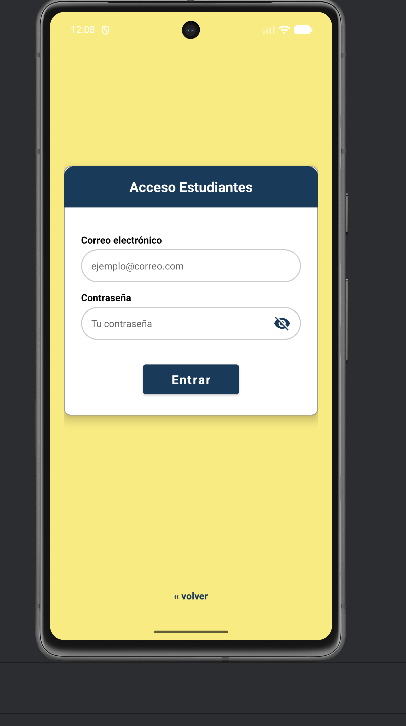 12:08
Acceso Estudiantes
Correo electrónico
ejemplo@correo.com
Contraseña
Tu contraseña
Entrar
« volver